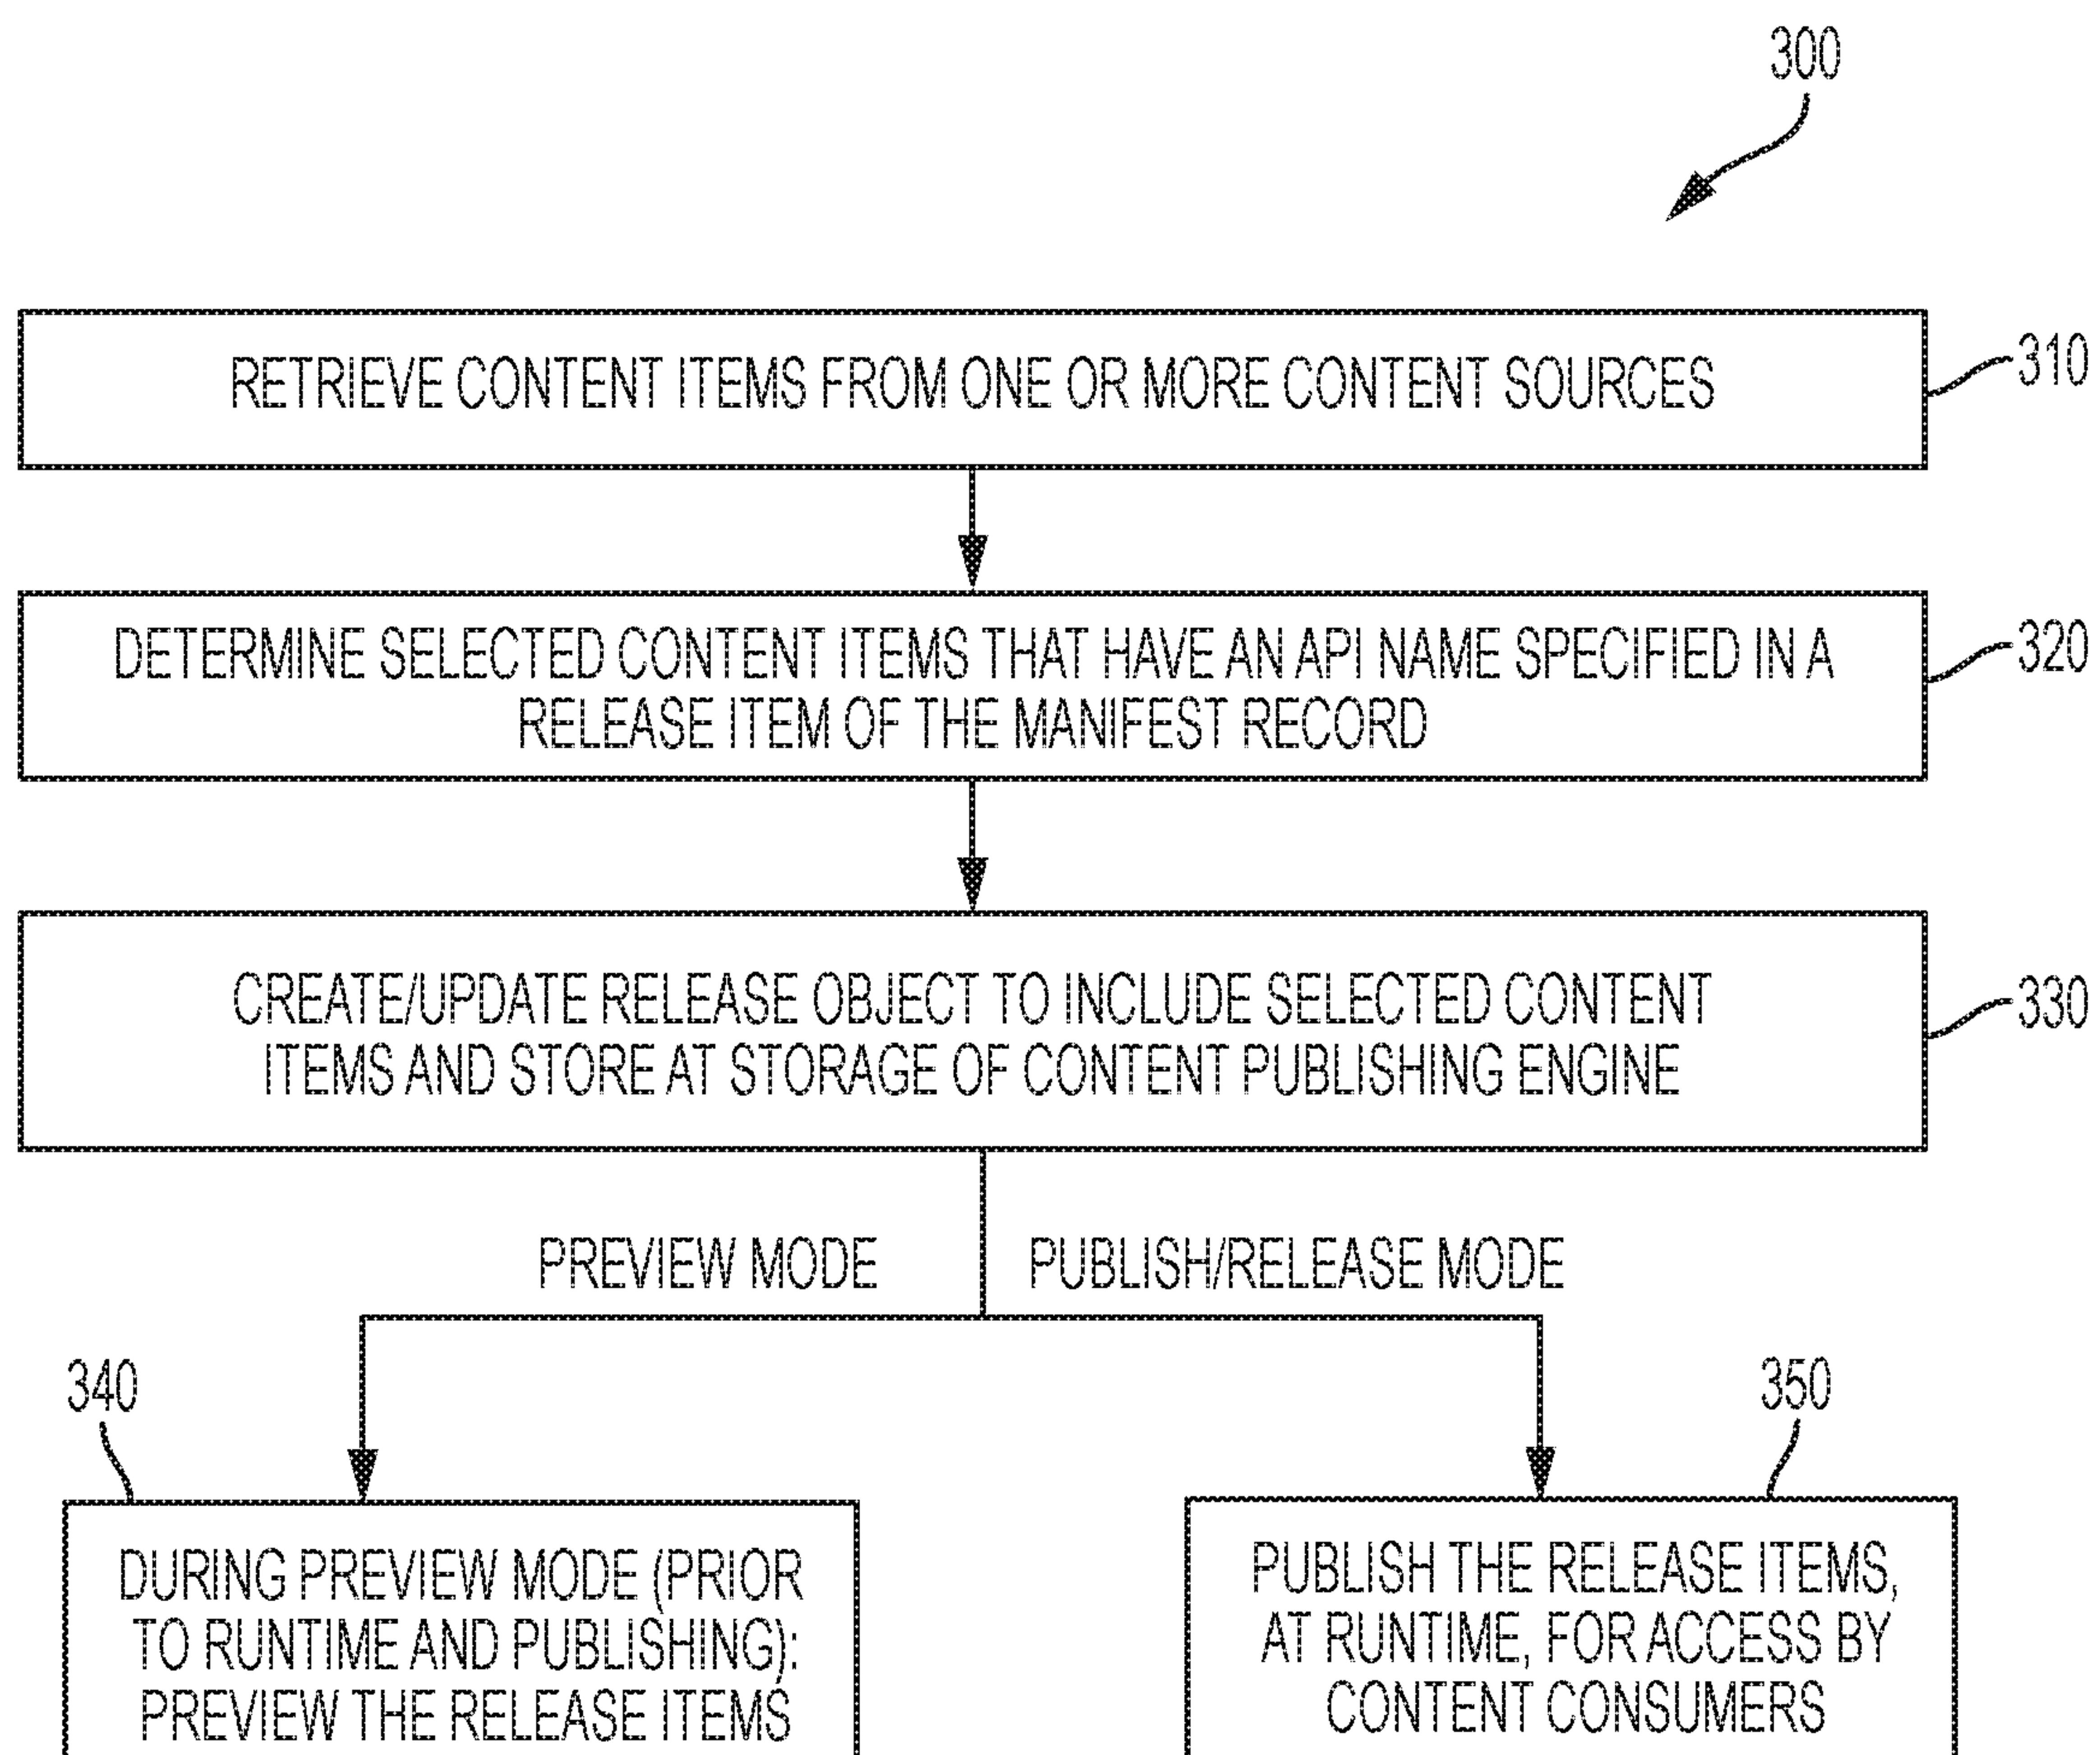 300
RETRIEVE CONTENT ITEMS FROM ONE OR MORE CONTENT SOURCES
310
DETERMINE SELECTED CONTENT ITEMS THAT HAVE AN API NAME SPECIFIED IN A
RELEASE ITEM OF THE MANIFEST RECORD
320
CREATE/UPDATE RELEASE OBJECT TO INCLUDE SELECTED CONTENT
ITEMS AND STORE AT STORAGE OF CONTENT PUBLISHING ENGINE
330
PREVIEW MODE
PUBLISH/RELEASE MODE
340
DURING PREVIEW MODE (PRIOR
TO RUNTIME AND PUBLISHING):
PREVIEW THE RELEASE ITEMS
350
PUBLISH THE RELEASE ITEMS,
AT RUNTIME, FOR ACCESS BY
CONTENT CONSUMERS